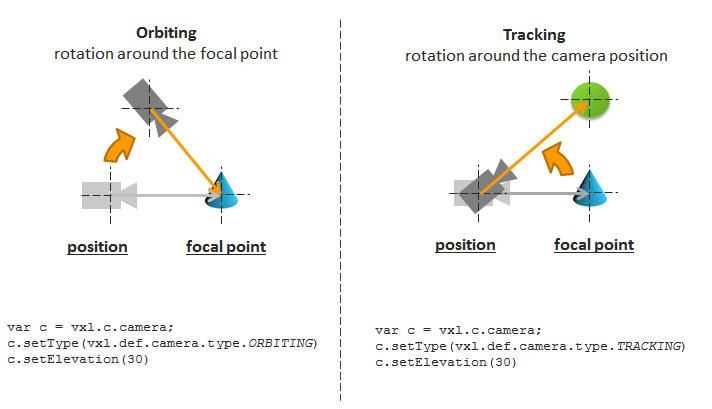 Orbiting
rotation around the focal point
position
focal point
var c = vxl.c.camera;
c.setType(vxl.def.camera.type.ORBITING)
c.setElevation(30)
Tracking
rotation around the camera position
position
focal point
var c = vxl.c.camera;
c.setType(vxl.def.camera.type.TRACKING)
c.setElevation(30)